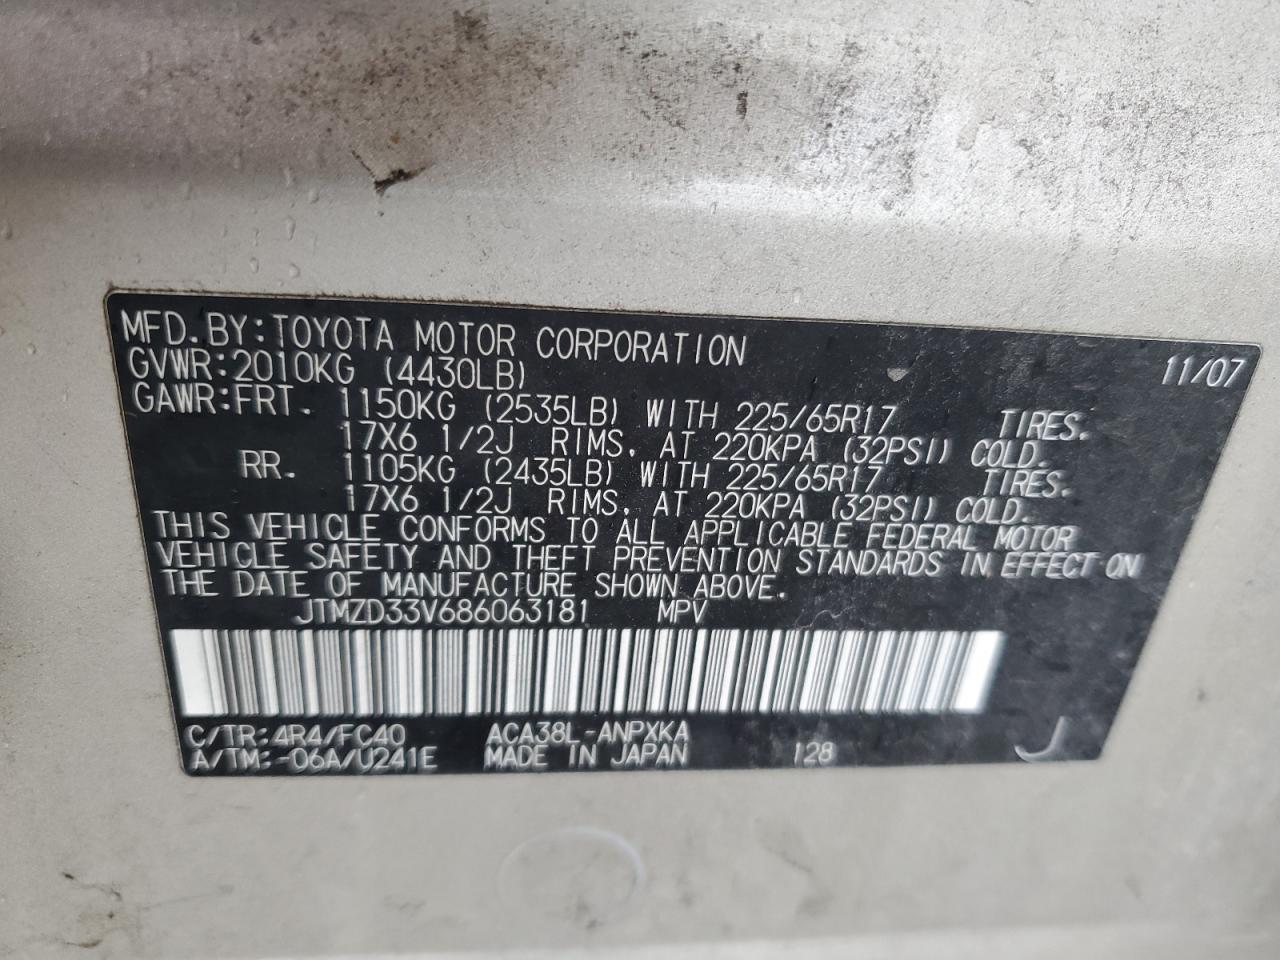 MFD.BY:TOYOTA MOTOR CORPORATION 11/07
GVWR:2010KG (4430LB)
GAWR:FRT. 1150KG (2535LB) WITH 225/65R17 TIRES.
17X6 1/2J RIMS, AT 220KPA (32PSI) COLD.
RR. 1105KG (2435LB) WITH 225/65R17 TIRES.
17X6 1/2J RIMS, AT 220KPA (32PSI) COLD.
THIS VEHICLE CONFORMS TO ALL APPLICABLE FEDERAL MOTOR
VEHICLE SAFETY AND THEFT PREVENTION STANDARDS IN EFFECT ON
THE DATE OF MANUFACTURE SHOWN ABOVE.
JTMZD33V686063181 MPV
C/TR:4R4/FC40 ACA38L-ANPXKA
A/TM:-06A/U241E MADE IN JAPAN 128 J